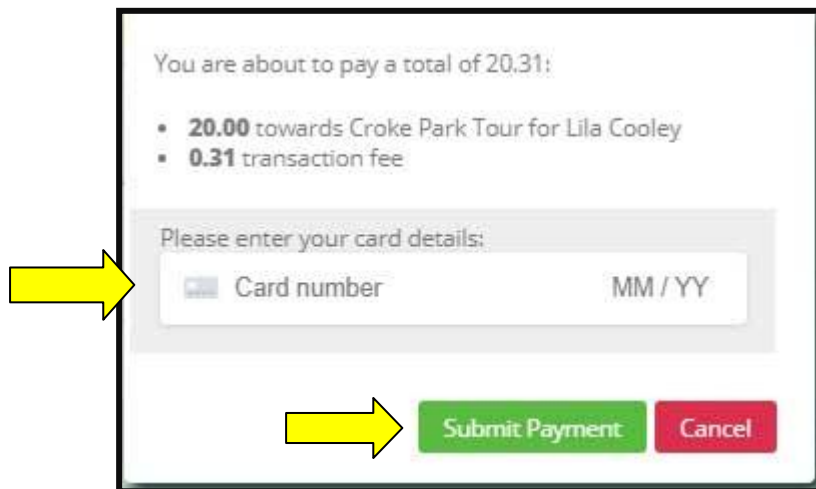 You are about to pay a total of 20.31:
20.00 towards Croke Park Tour for Lila Cooley
0.31 transaction fee
Please enter your card details:
Card number MM / YY
Submit Payment Cancel